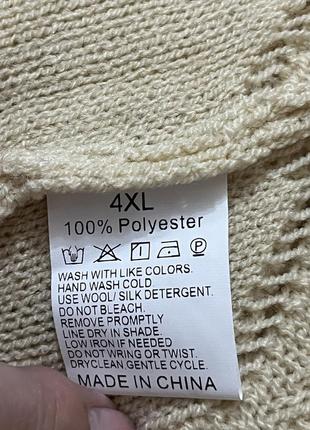 4XL
100% Polyester
WASH WITH LIKE COLORS.
HAND WASH COLD
USE WOOL/ SILK DETERGENT.
DO NOT BLEACH.
REMOVE PROMPTLY
LINE DRY IN SHADE.
LOW IRON IF NEEDED
DO NOT WRING OR TWIST.
DRYCLEAN GENTLE CYCLE.
MADE IN CHINA